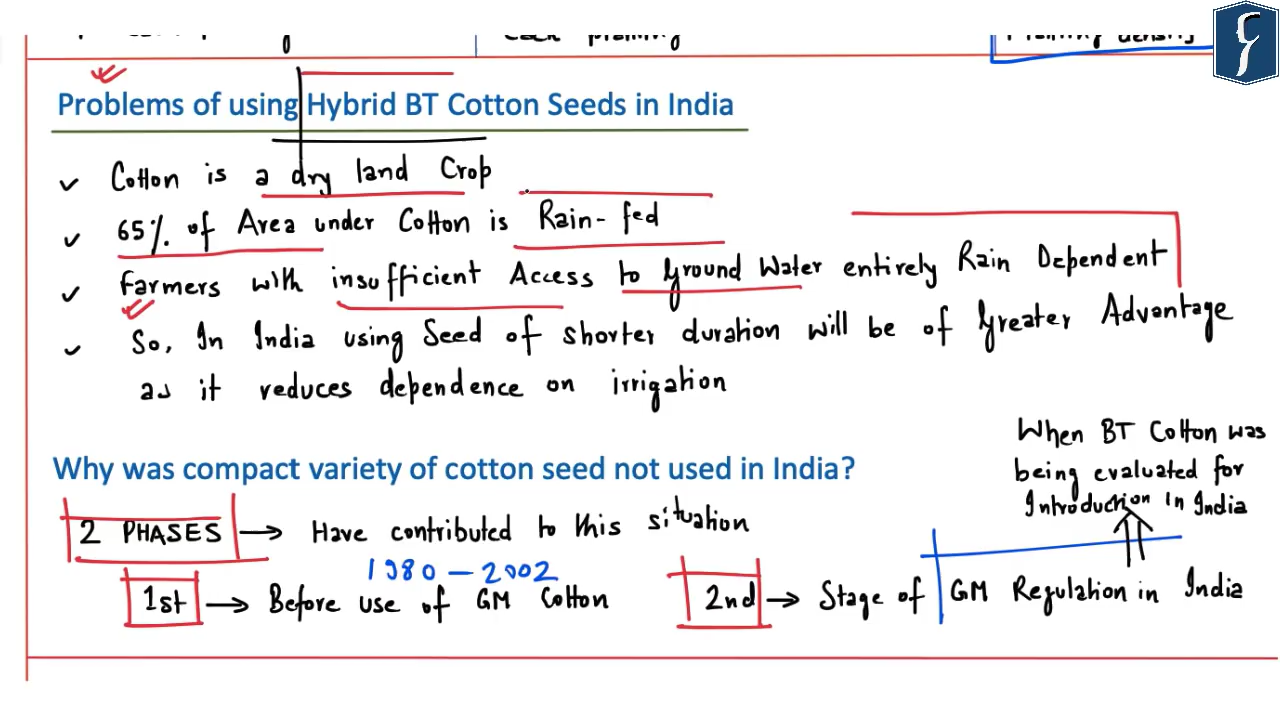 Lack planning
Planting density
Problems of using Hybrid BT Cotton Seeds in India
Cotton is a dry land Crop
65% of Area under Cotton is Rain-fed
Farmers with insufficient Access to Ground Water entirely Rain Dependent
So, In India using Seed of shorter duration will be of Greater Advantage
as it reduces dependence on irrigation
Why was compact variety of cotton seed not used in India?
When BT Cotton was
being evaluated for
Introduction in India
2 PHASES → Have contributed to this situation
1980 - 2002
1st → Before use of GM Cotton
2nd → Stage of GM Regulation in India